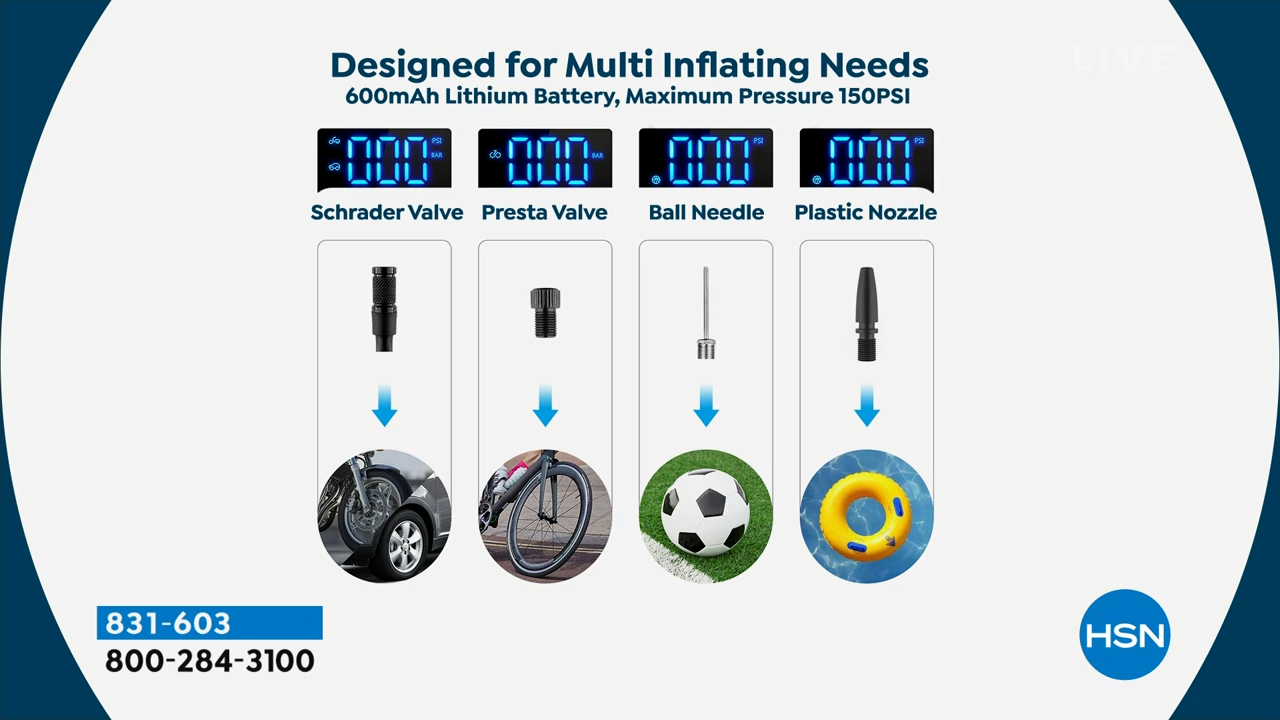 LIVE
Designed for Multi Inflating Needs
600mAh Lithium Battery, Maximum Pressure 150PSI
000 PSI BAR
000 BAR
000 PSI
000 PSI
Schrader Valve
Presta Valve
Ball Needle
Plastic Nozzle
831-603
800-284-3100
HSN